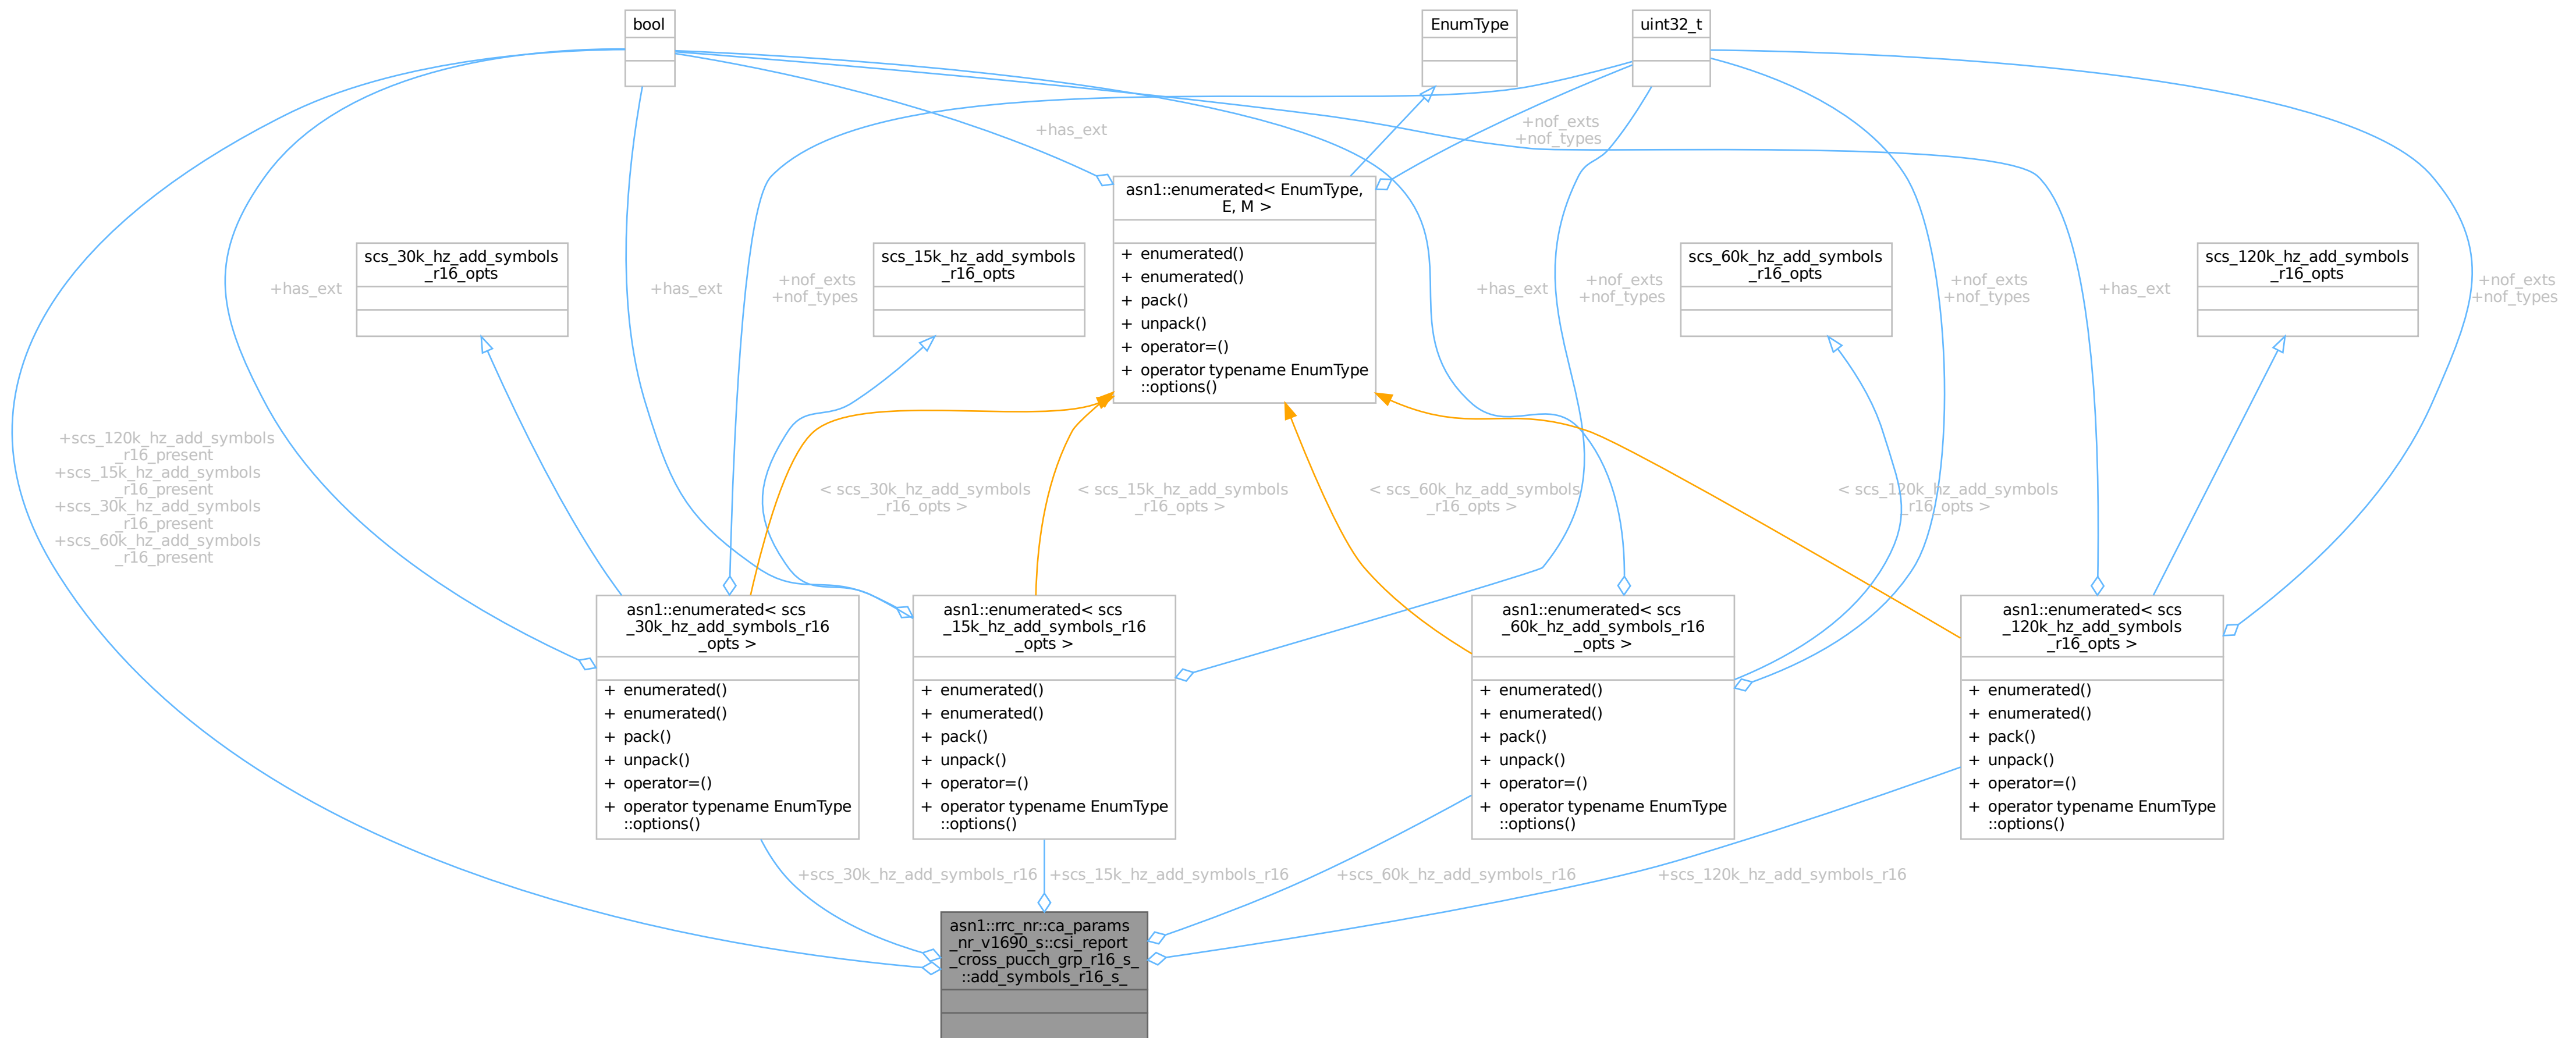 bool
EnumType
uint32_t
+has_ext
+nof_exts
+nof_types
asn1::enumerated< EnumType,
E, M >
+ enumerated()
+ enumerated()
+ pack()
+ unpack()
+ operator=()
+ operator typename EnumType
::options()
scs_30k_hz_add_symbols
_r16_opts
scs_15k_hz_add_symbols
_r16_opts
scs_60k_hz_add_symbols
_r16_opts
scs_120k_hz_add_symbols
_r16_opts
+has_ext
+has_ext
+nof_exts
+nof_types
+has_ext
+nof_exts
+nof_types
+nof_exts
+nof_types
+has_ext
+nof_exts
+nof_types
+scs_120k_hz_add_symbols
_r16_present
+scs_15k_hz_add_symbols
_r16_present
+scs_30k_hz_add_symbols
_r16_present
+scs_60k_hz_add_symbols
_r16_present
< scs_30k_hz_add_symbols
_r16_opts >
< scs_15k_hz_add_symbols
_r16_opts >
< scs_60k_hz_add_symbols
_r16_opts >
< scs_120k_hz_add_symbols
_r16_opts >
asn1::enumerated< scs
_30k_hz_add_symbols_r16
_opts >
+ enumerated()
+ enumerated()
+ pack()
+ unpack()
+ operator=()
+ operator typename EnumType
::options()
asn1::enumerated< scs
_15k_hz_add_symbols_r16
_opts >
+ enumerated()
+ enumerated()
+ pack()
+ unpack()
+ operator=()
+ operator typename EnumType
::options()
asn1::enumerated< scs
_60k_hz_add_symbols_r16
_opts >
+ enumerated()
+ enumerated()
+ pack()
+ unpack()
+ operator=()
+ operator typename EnumType
::options()
asn1::enumerated< scs
_120k_hz_add_symbols
_r16_opts >
+ enumerated()
+ enumerated()
+ pack()
+ unpack()
+ operator=()
+ operator typename EnumType
::options()
+scs_30k_hz_add_symbols_r16
+scs_15k_hz_add_symbols_r16
+scs_60k_hz_add_symbols_r16
+scs_120k_hz_add_symbols_r16
asn1::rrc_nr::ca_params
_nr_v1690_s::csi_report
_cross_pucch_grp_r16_s_
::add_symbols_r16_s_